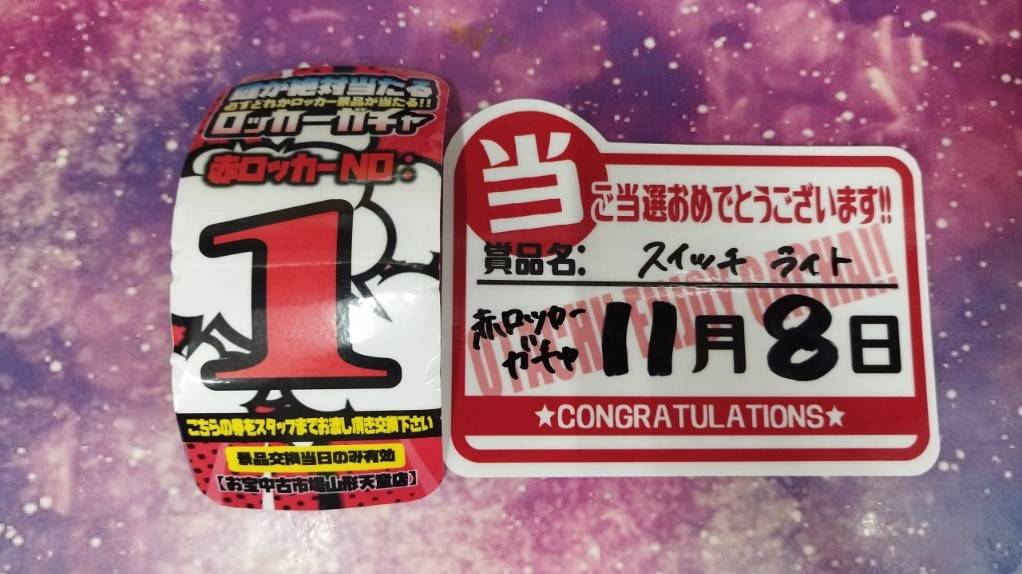 絶対当たる
必ずどれかロッカー景品が当たる!!
ロッカーガチャ
赤ロッカーNO:
1
こちらの券をスタッフまでお渡し頂き交換下さい
景品交換当日のみ有効
【お宝中古市場山形天童店】
当
ご当選おめでとうございます!!
賞品名: スイッチ ライト
赤ロッカーガチャ
11月8日
★CONGRATULATIONS★